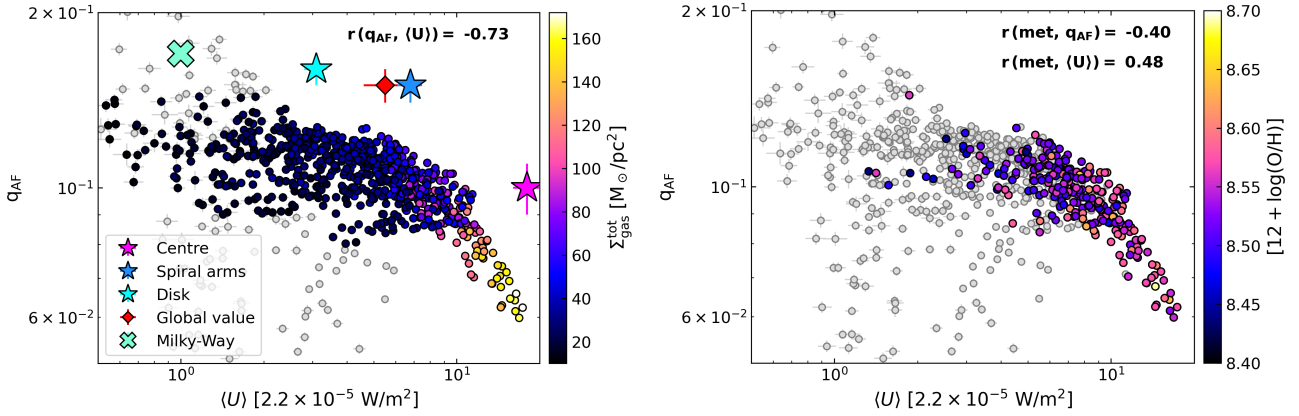 2 × 10⁻¹
10⁻¹
6 × 10⁻²
q_AF
r (q_AF, ⟨U⟩) = -0.73
Centre
Spiral arms
Disk
Global value
Milky-Way
10⁰
10¹
⟨U⟩ [2.2 × 10⁻⁵ W/m²]
160
140
120
100
80
60
40
20
Σ_gas^tot [M_⊙/pc²]
2 × 10⁻¹
10⁻¹
6 × 10⁻²
q_AF
r (met, q_AF) = -0.40
r (met, ⟨U⟩) = 0.48
10⁰
10¹
⟨U⟩ [2.2 × 10⁻⁵ W/m²]
8.70
8.65
8.60
8.55
8.50
8.45
8.40
[12 + log(O/H)]